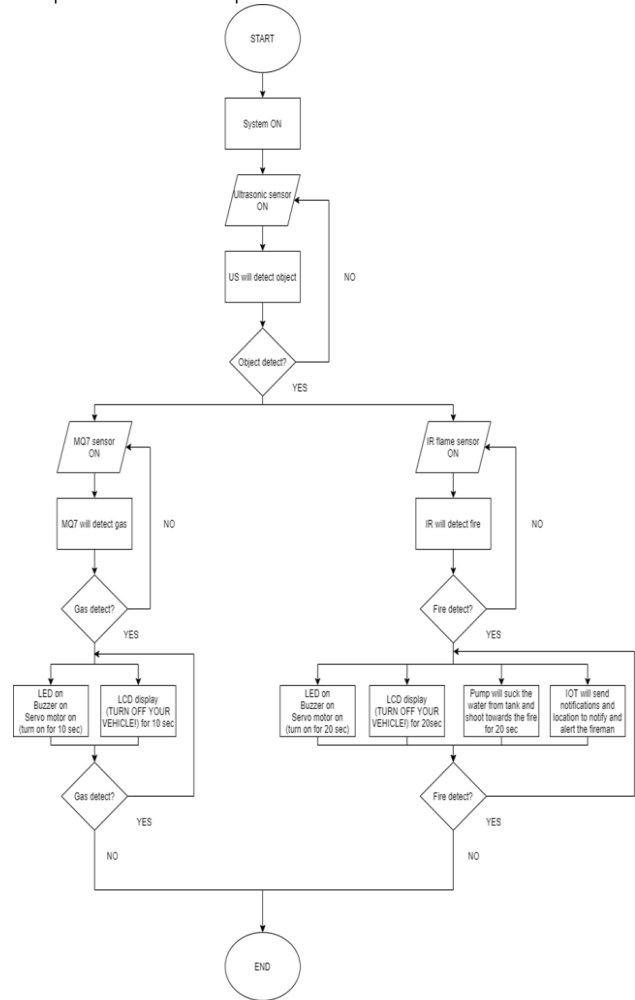 START
System ON
Ultrasonic sensor
ON
US will detect object
NO
Object detect?
YES
MQ7 sensor
ON
IR flame sensor
ON
MQ7 will detect gas
NO
IR will detect fire
NO
Gas detect?
YES
Fire detect?
YES
LED on
Buzzer on
Servo motor on
(turn on for 10 sec)
LCD display
(TURN OFF YOUR
VEHICLE!) for 10 sec
LED on
Buzzer on
Servo motor on
(turn on for 20 sec)
LCD display
(TURN OFF YOUR
VEHICLE!) for 20sec
Pump will suck the
water from tank and
shoot towards the fire
for 20 sec
IOT will send
notifications and
location to notify and
alert the fireman
Gas detect?
YES
NO
Fire detect?
YES
NO
END